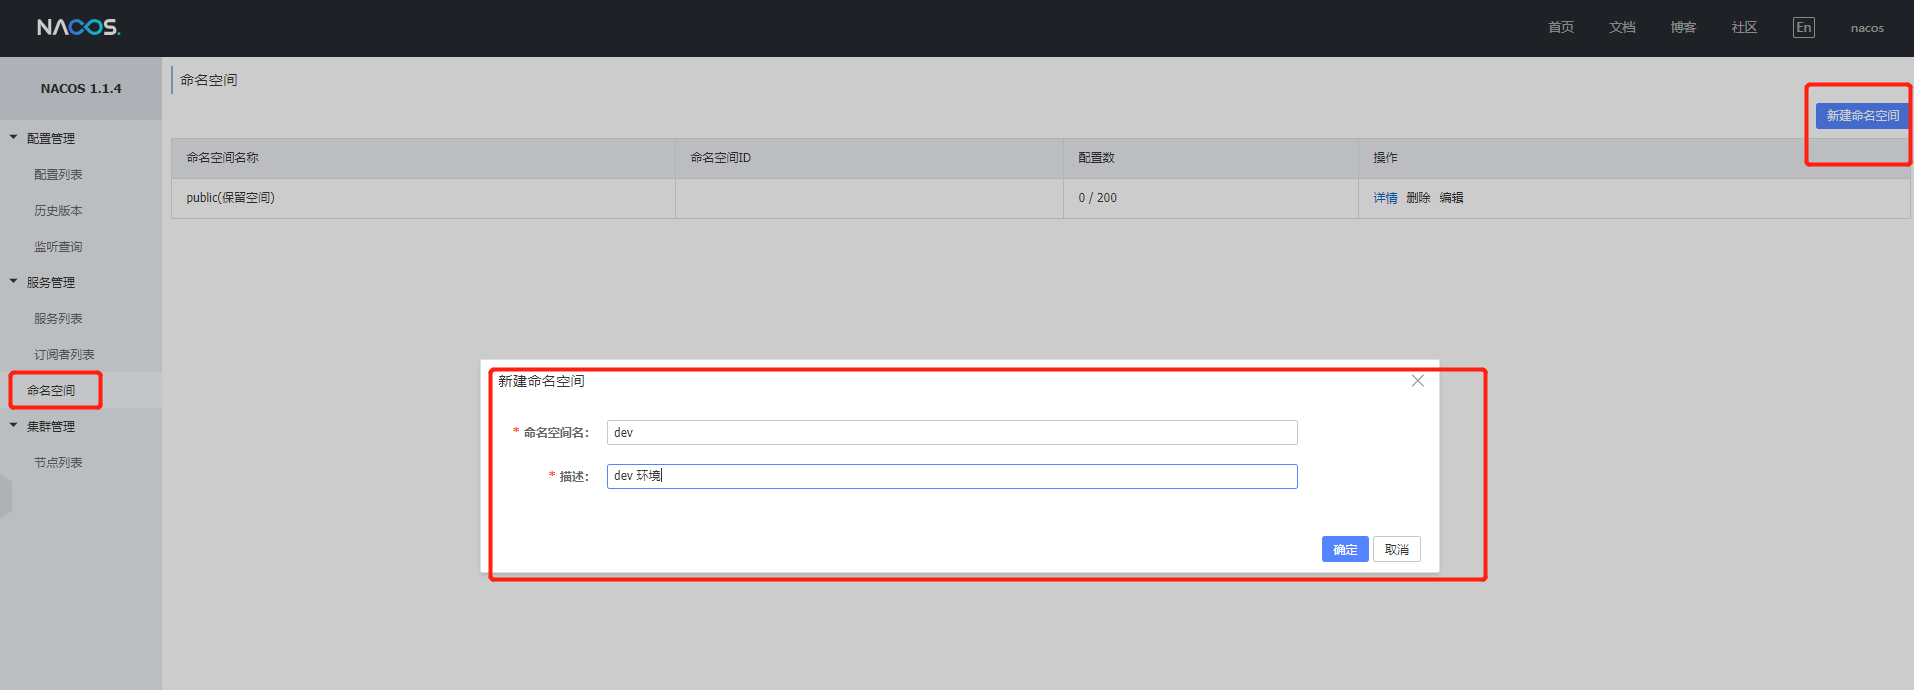 NACOS.
首页 文档 博客 社区 En nacos
NACOS 1.1.4
配置管理
配置列表
历史版本
监听查询
服务管理
服务列表
订阅者列表
命名空间
集群管理
节点列表
命名空间
新建命名空间
命名空间名称 命名空间ID 配置数 操作
public(保留空间) 0 / 200 详情 删除 编辑
新建命名空间
* 命名空间名: dev
* 描述: dev 环境
确定 取消